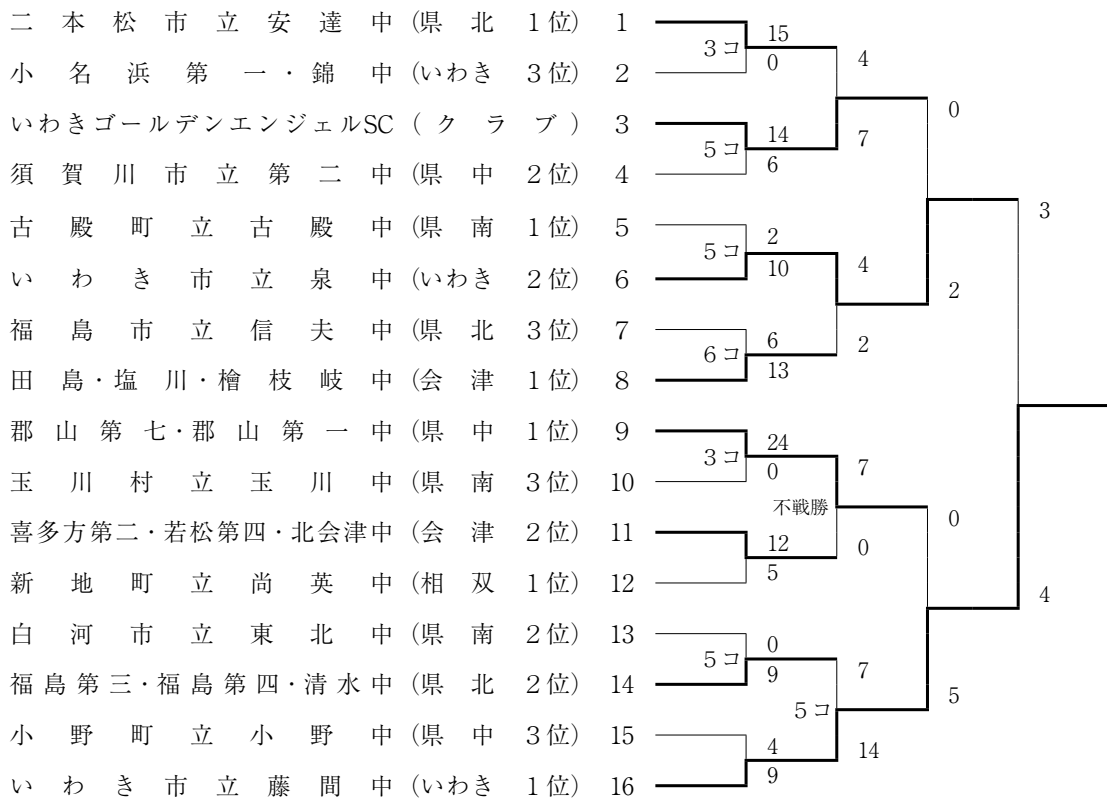 二本松市立安達中 (県北 1位) 1
3コ 15
0
小名浜第一・錦中 (いわき 3位) 2
4
いわきゴールデンエンジェルSC (クラブ) 3
5コ 14
6
7
0
須賀川市立第二中 (県中 2位) 4
3
古殿町立古殿中 (県南 1位) 5
5コ 2
10
4
いわき市立泉中 (いわき 2位) 6
2
福島市立信夫中 (県北 3位) 7
6コ 6
13
2
田島・塩川・檜枝岐中 (会津 1位) 8
郡山第七・郡山第一中 (県中 1位) 9
3コ 24
0
7
玉川村立玉川中 (県南 3位) 10
不戦勝
0
喜多方第二・若松第四・北会津中 (会津 2位) 11
12
5
0
新地町立尚英中 (相双 1位) 12
4
白河市立東北中 (県南 2位) 13
5コ 0
9
7
福島第三・福島第四・清水中 (県北 2位) 14
5コ
5
小野町立小野中 (県中 3位) 15
4
9
14
いわき市立藤間中 (いわき 1位) 16